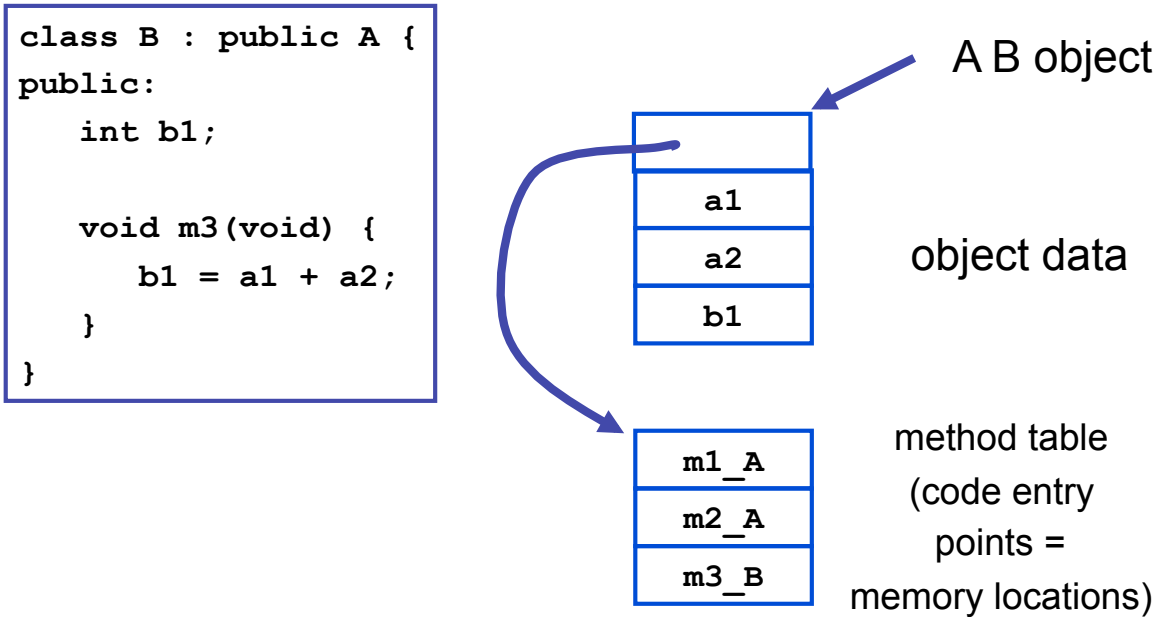 class B : public A {
public:
int b1;
void m3(void) {
b1 = a1 + a2;
}
}
A B object
a1
a2
b1
object data
m1_A
m2_A
m3_B
method table
(code entry
points =
memory locations)